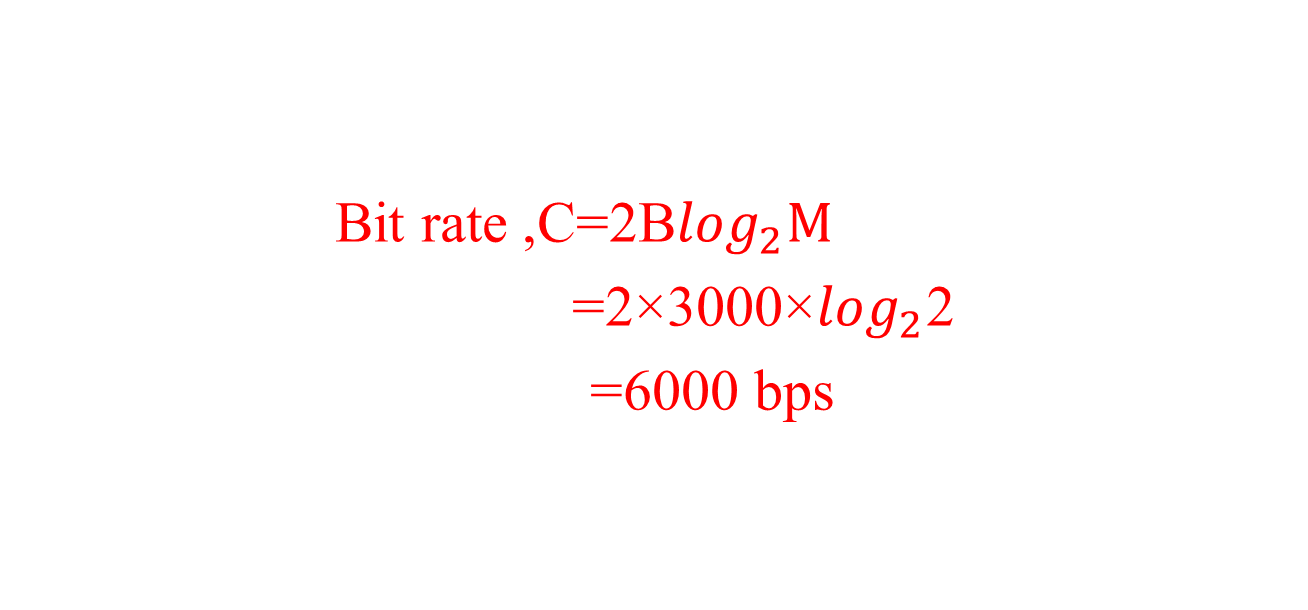 Bit rate ,C=2B𝑙𝑜𝑔₂M
=2×3000×𝑙𝑜𝑔₂2
=6000 bps